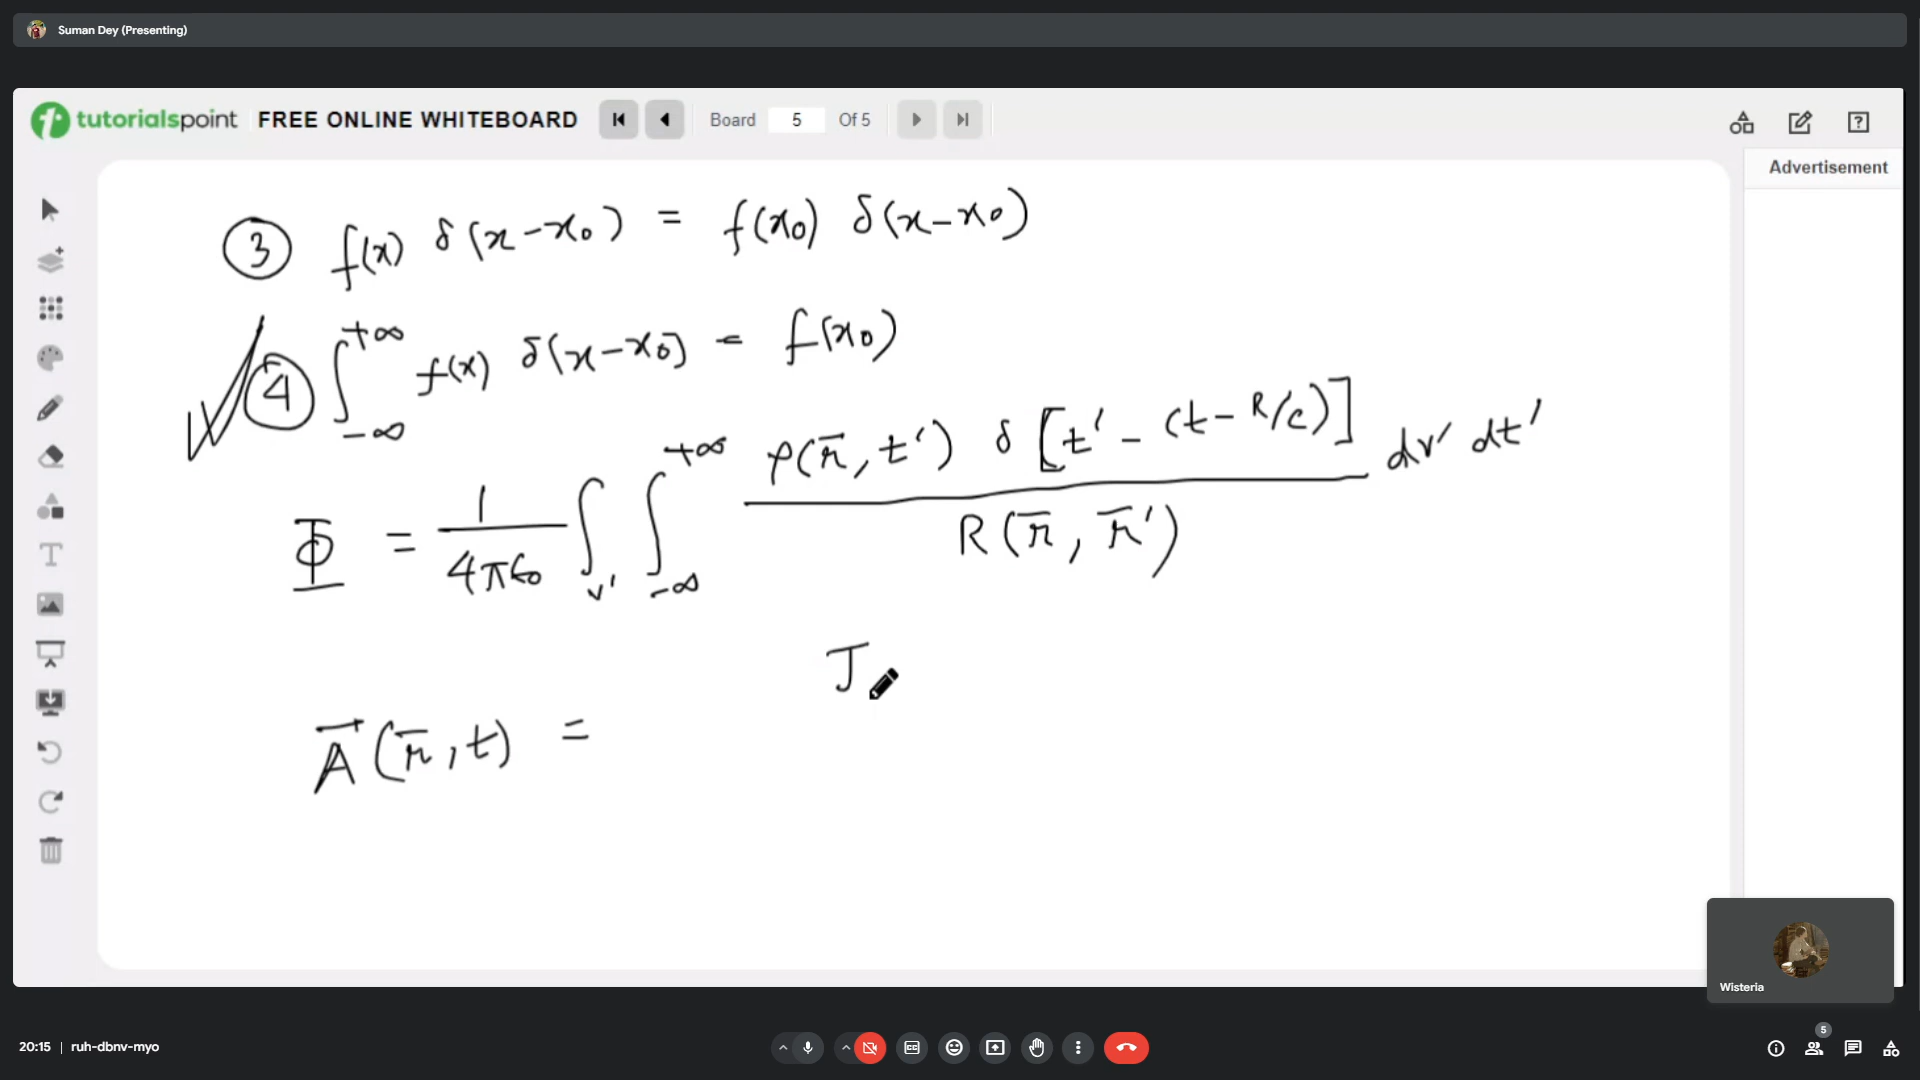 Suman Dey (Presenting)
tutorialspoint FREE ONLINE WHITEBOARD Board 5 Of 5
Advertisement
③ f(x) δ(x-x₀) = f(x₀) δ(x-x₀)
④ ∫_{-∞}^{+∞} f(x) δ(x-x₀) = f(x₀)
Φ = 1/(4πϵ₀) ∫_{v'} ∫_{-∞}^{+∞} ρ(r̄, t') δ[t' - (t - R/c)] / R(r̄, r̄') dv' dt'
J
A⃗(r̄, t) =
Wisteria
20:15 | ruh-dbnv-myo
5